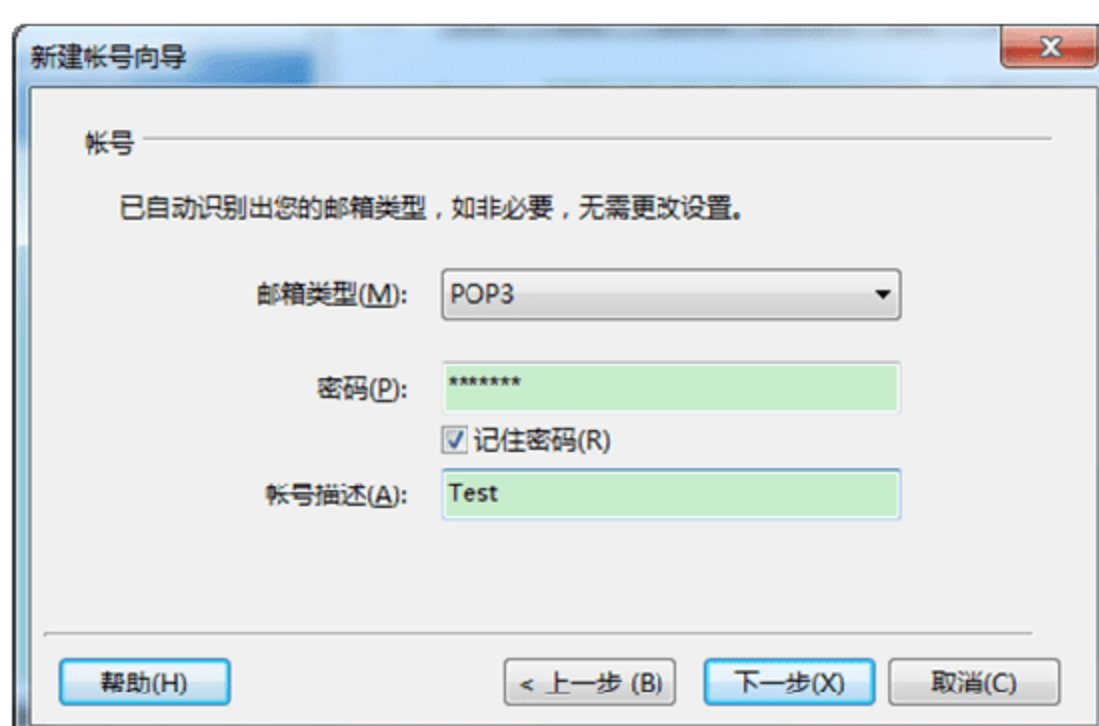 新建帐号向导
帐号
已自动识别出您的邮箱类型，如非必要，无需更改设置。
邮箱类型(M): POP3
密码(P): *******
记住密码(R)
帐号描述(A): Test
帮助(H) < 上一步 (B) 下一步(X) 取消(C)